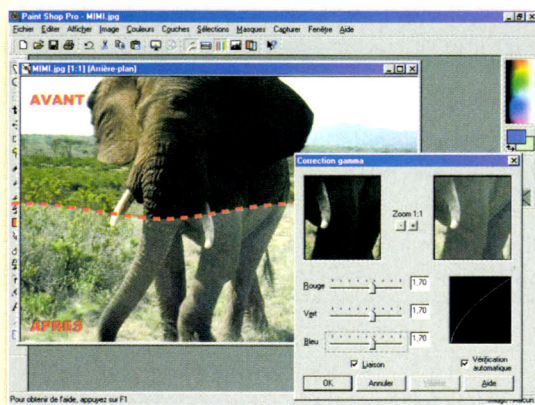 Paint Shop Pro - MIMI.jpg
Fichier Editer Afficher Image Couleurs Couches Sélections Masques Capturer Fenêtre Aide
MIMI.jpg [1:1] (Arrière-plan)
AVANT
APRES
Correction gamma
Zoom 1:1
Rouge 1,70
Vert 1,70
Bleu 1,70
Liaison
Vérification automatique
OK Annuler Aide
Pour obtenir de l'aide, appuyez sur F1